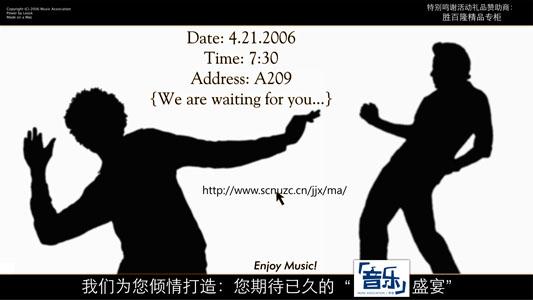 Copyright (C) 2006 Music Association
Power by Leock
Made on a Mac
特别鸣谢活动礼品赞助商：
胜百隆精品专柜
Date: 4.21.2006
Time: 7:30
Address: A209
{We are waiting for you...}
http://www.scnuzc.cn/jjx/ma/
Enjoy Music!
我们为您倾情打造：您期待已久的“「音乐」盛宴”